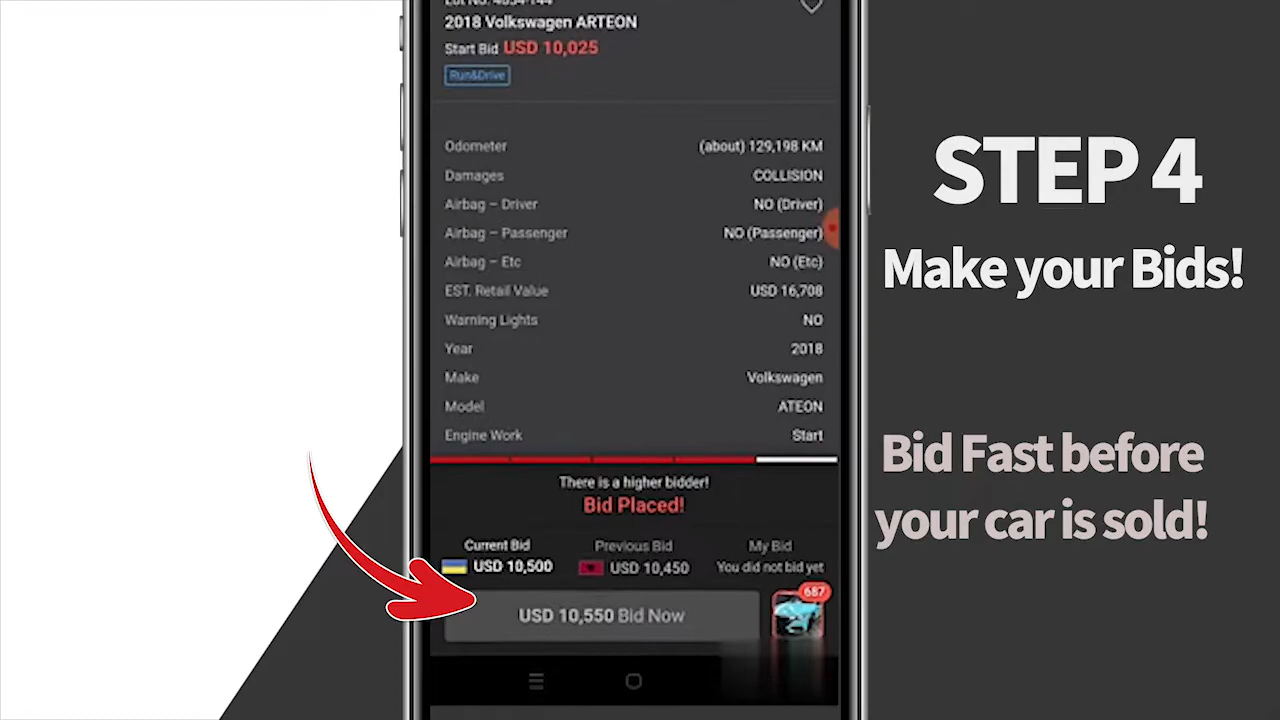 2018 Volkswagen ARTEON
Start Bid USD 10,025
Run&Drive
Odometer (about) 129,198 KM
Damages COLLISION
Airbag – Driver NO (Driver)
Airbag – Passenger NO (Passenger)
Airbag – Etc NO (Etc)
EST. Retail Value USD 16,708
Warning Lights NO
Year 2018
Make Volkswagen
Model ATEON
Engine Work Start
There is a higher bidder!
Bid Placed!
Current Bid Previous Bid My Bid
USD 10,500 USD 10,450 You did not bid yet
USD 10,550 Bid Now
687
STEP 4
Make your Bids!
Bid Fast before
your car is sold!